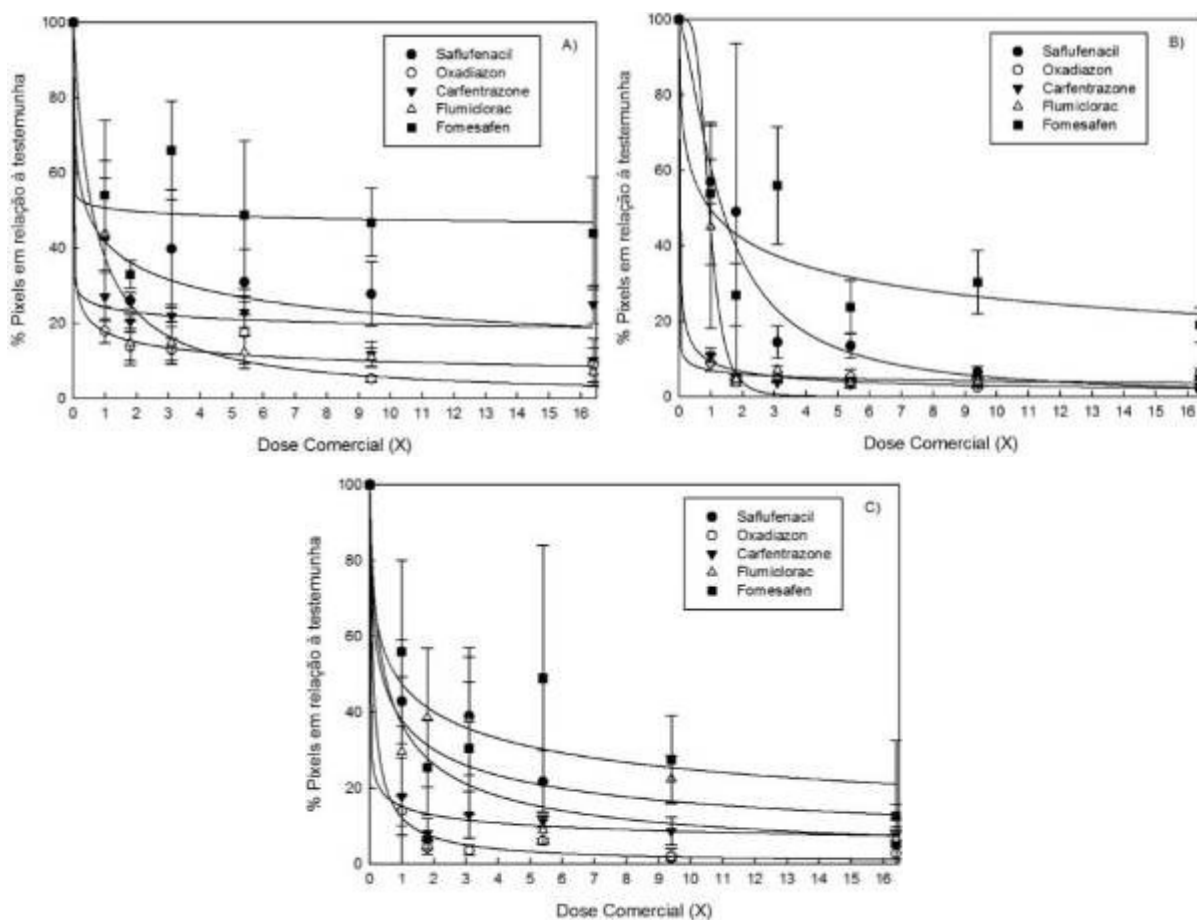 A)
% Pixels em relação à testemunha
100
80
60
40
20
0
Saflufenacil
Oxadiazon
Carfentrazone
Flumiclorac
Fomesafen
0 1 2 3 4 5 6 7 8 9 10 11 12 13 14 15 16
Dose Comercial (X)
B)
% Pixels em relação à testemunha
100
80
60
40
20
0
Saflufenacil
Oxadiazon
Carfentrazone
Flumiclorac
Fomesafen
0 1 2 3 4 5 6 7 8 9 10 11 12 13 14 15 16
Dose Comercial (X)
C)
% Pixels em relação à testemunha
100
80
60
40
20
0
Saflufenacil
Oxadiazon
Carfentrazone
Flumiclorac
Fomesafen
0 1 2 3 4 5 6 7 8 9 10 11 12 13 14 15 16
Dose Comercial (X)